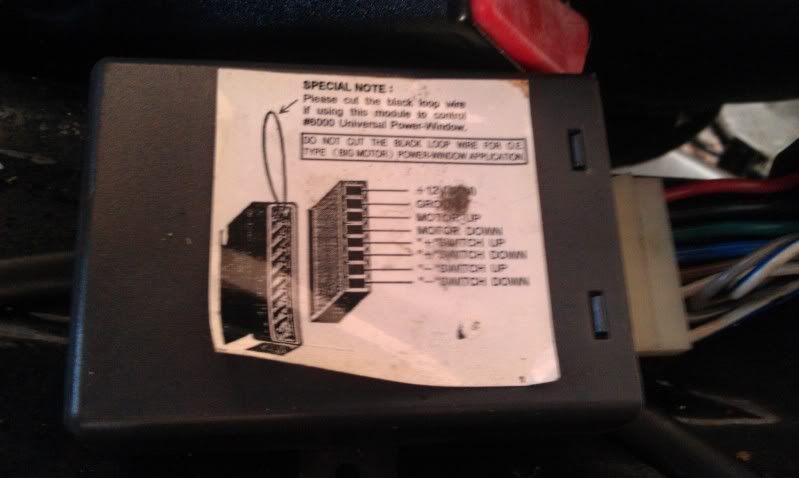 SPECIAL NOTE :
Please cut the black loop wire
if using this module to control
#6000 Universal Power-Window.
DO NOT CUT THE BLACK LOOP WIRE FOR O.E.
TYPE (BIG MOTOR) POWER-WINDOW APPLICATION
MOTOR UP
MOTOR DOWN
"+"SWITCH UP
"+"SWITCH DOWN
"-"SWITCH UP
"-"SWITCH DOWN